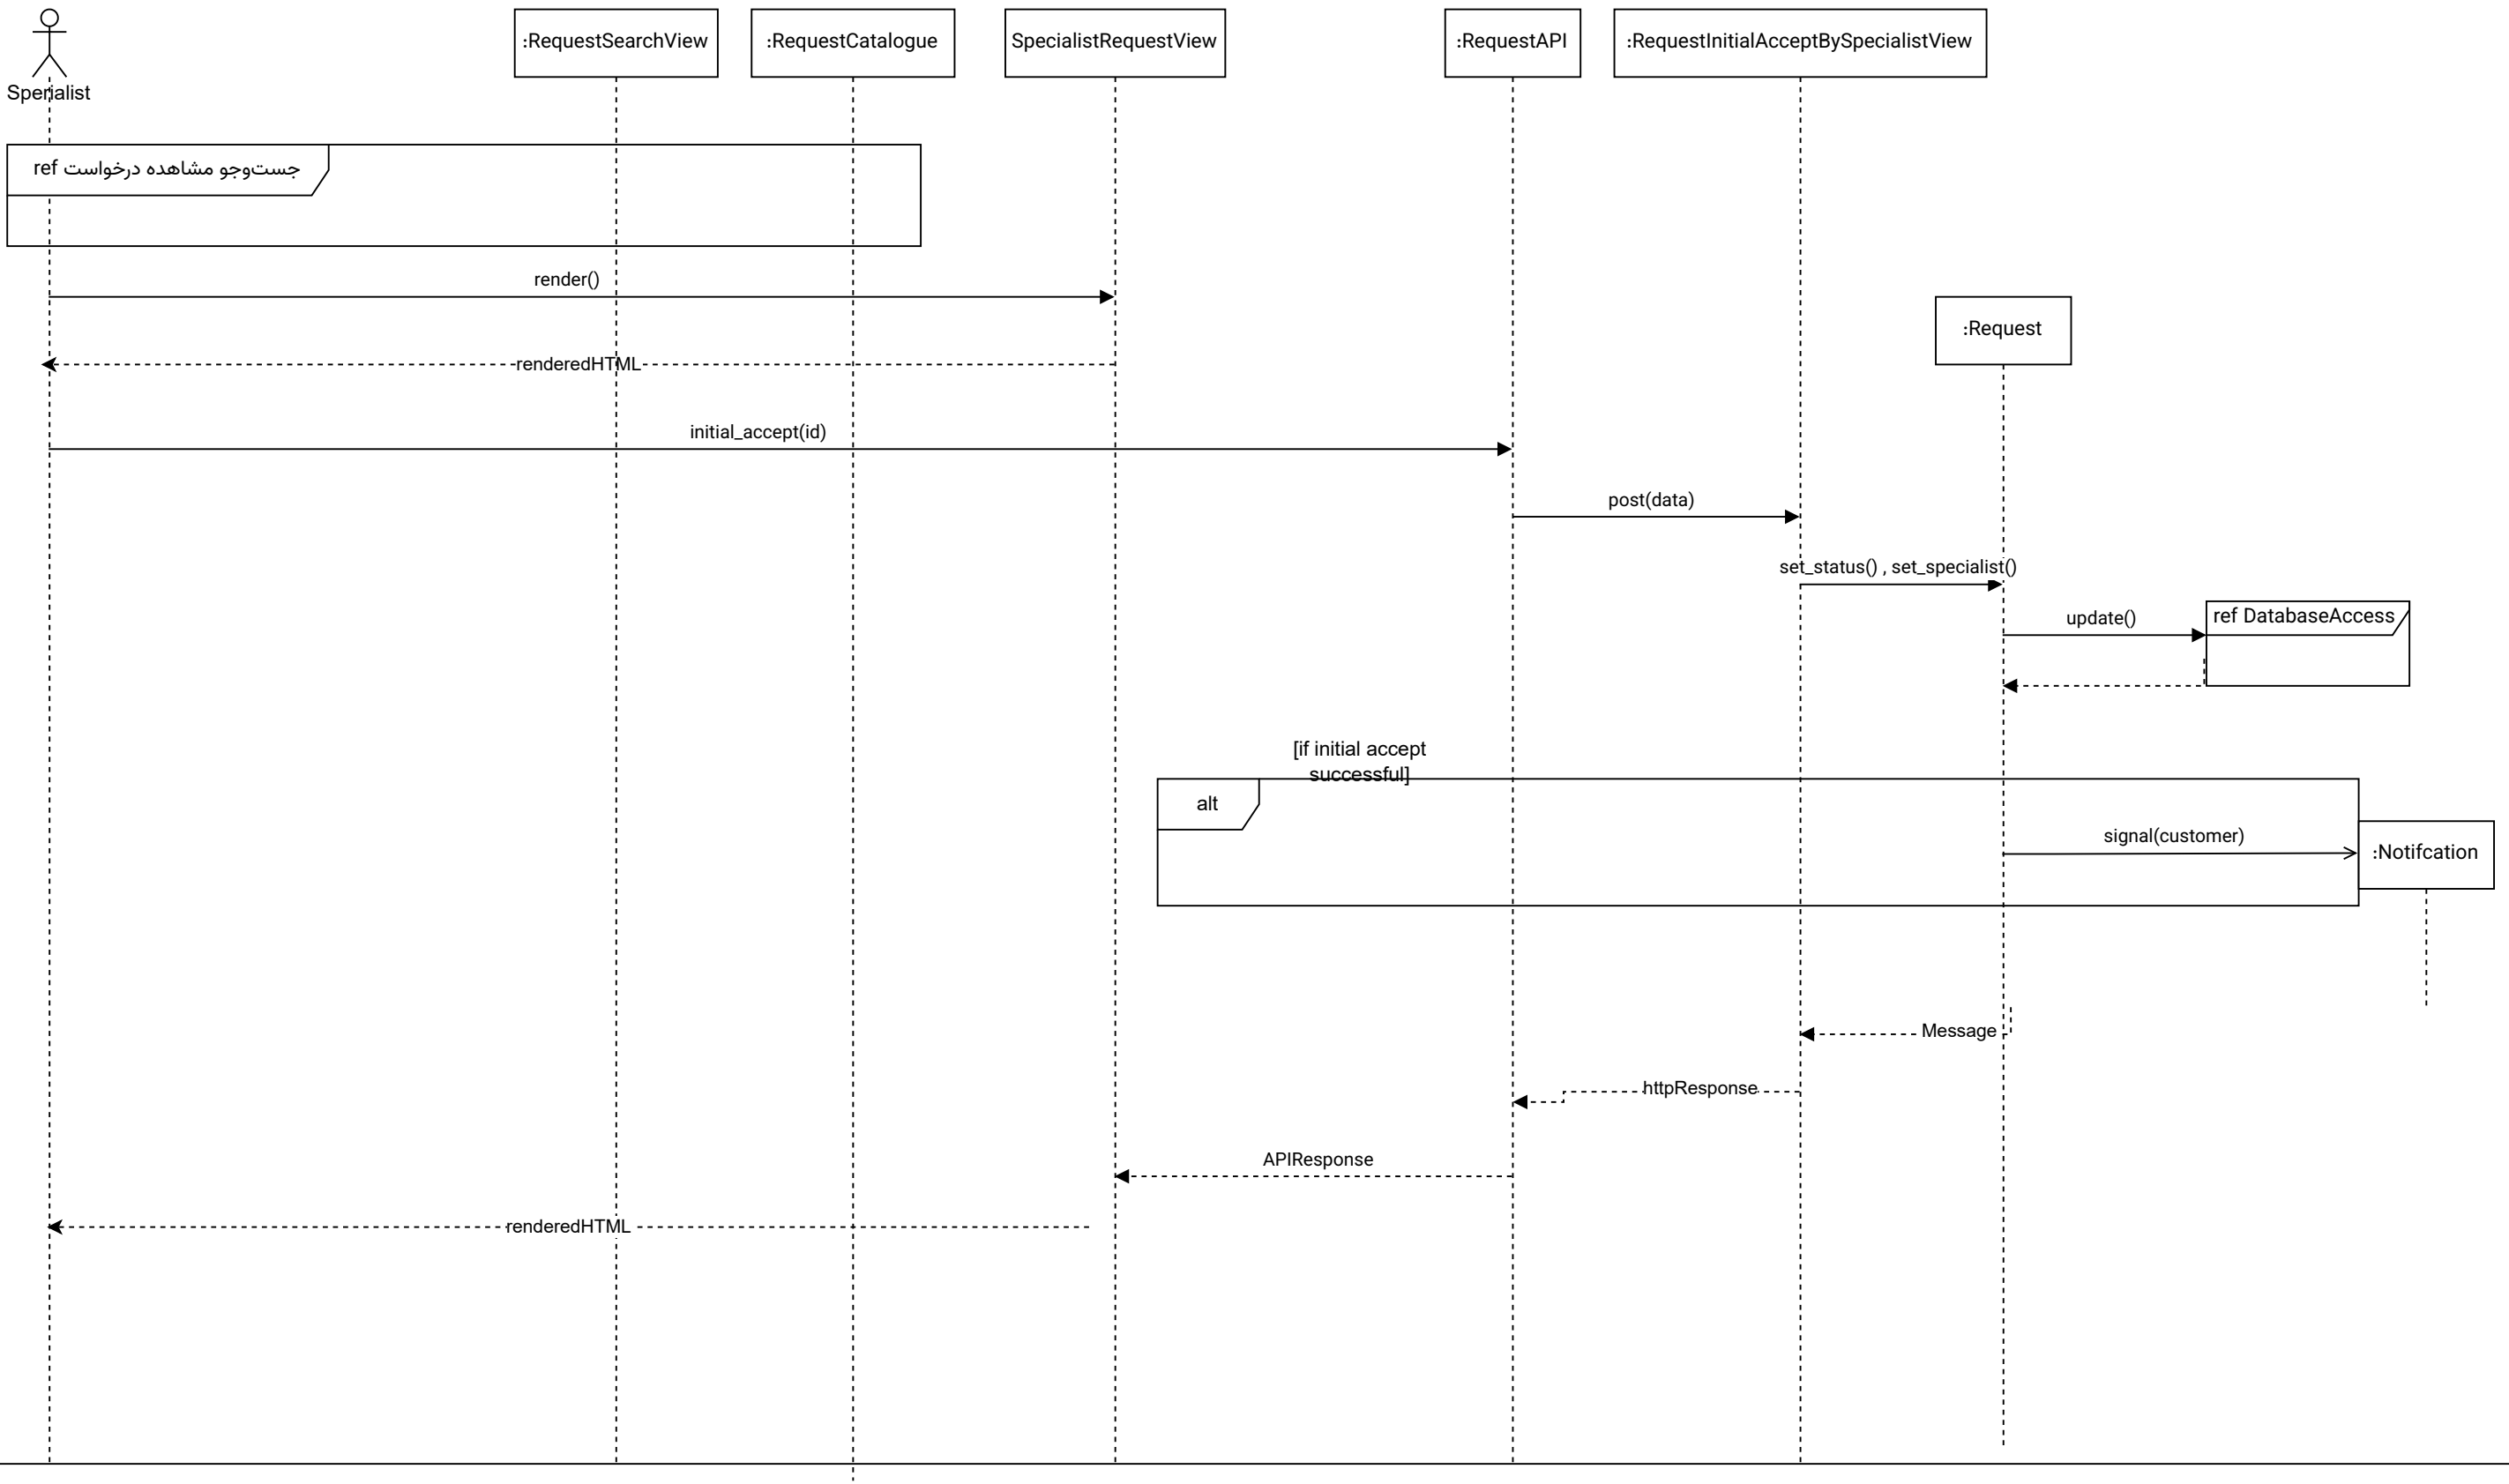 :RequestSearchView
:RequestCatalogue
SpecialistRequestView
:RequestAPI
:RequestInitialAcceptBySpecialistView
Specialist
ref جست‌وجو مشاهده درخواست
render()
:Request
renderedHTML
initial_accept(id)
post(data)
set_status() , set_specialist()
update()
ref DatabaseAccess
[if initial accept
successful]
alt
signal(customer)
:Notifcation
Message
httpResponse
APIResponse
renderedHTML